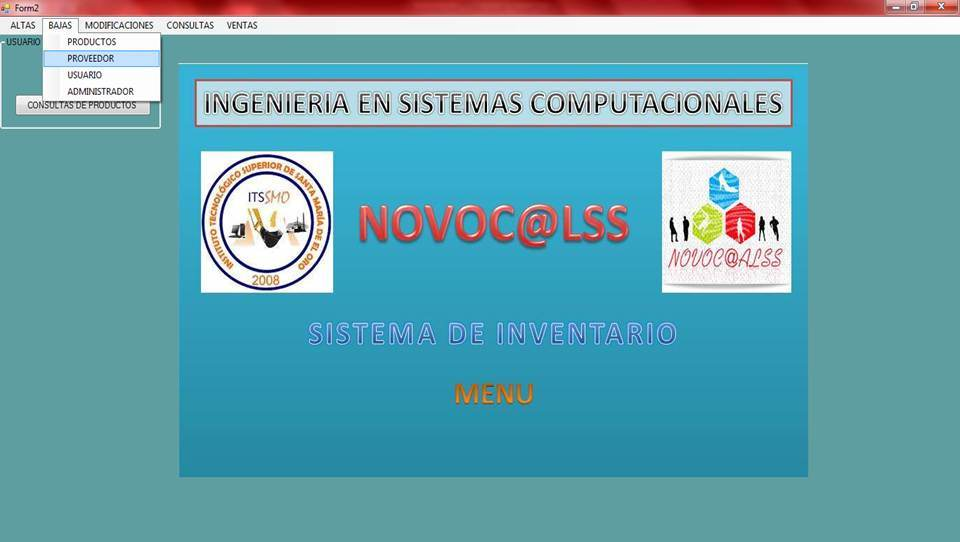 Form2
ALTAS BAJAS MODIFICACIONES CONSULTAS VENTAS
USUARIO
PRODUCTOS
PROVEEDOR
USUARIO
ADMINISTRADOR
CONSULTAS DE PRODUCTOS
INGENIERIA EN SISTEMAS COMPUTACIONALES
INSTITUTO TECNOLÓGICO SUPERIOR DE SANTA MARÍA DE EL ORO
ITSSMO
2008
NOVOC@LSS
NOVOC@ALSS
SISTEMA DE INVENTARIO
MENU